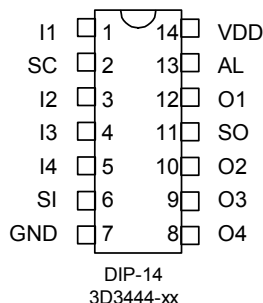 I1 1 14 VDD
SC 2 13 AL
I2 3 12 O1
I3 4 11 SO
I4 5 10 O2
SI 6 9 O3
GND 7 8 O4
DIP-14
3D3444-xx